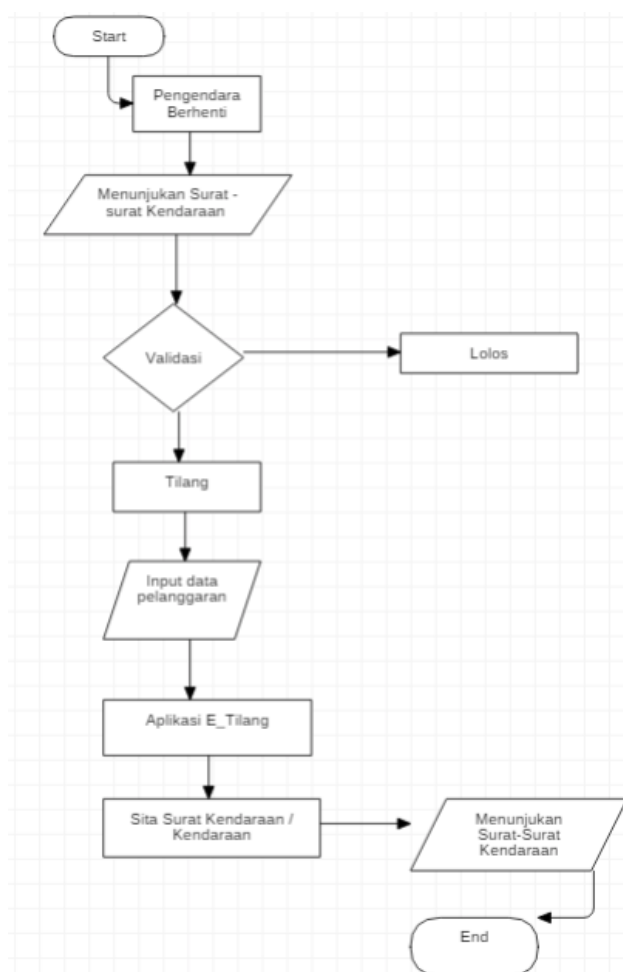 Start
Pengendara
Berhenti
Menunjukan Surat -
surat Kendaraan
Validasi
Lolos
Tilang
Input data
pelanggaran
Aplikasi E_Tilang
Sita Surat Kendaraan /
Kendaraan
Menunjukan
Surat-Surat
Kendaraan
End